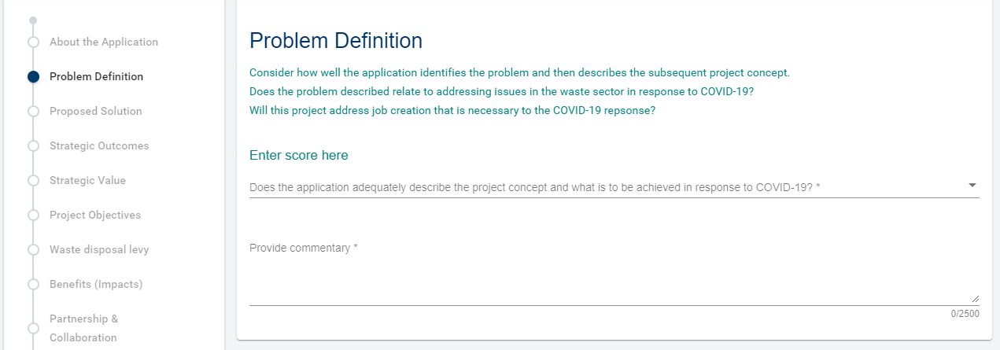 About the Application
Problem Definition
Proposed Solution
Strategic Outcomes
Strategic Value
Project Objectives
Waste disposal levy
Benefits (Impacts)
Partnership &
Collaboration
Problem Definition
Consider how well the application identifies the problem and then describes the subsequent project concept.
Does the problem described relate to addressing issues in the waste sector in response to COVID-19?
Will this project address job creation that is necessary to the COVID-19 repsonse?
Enter score here
Does the application adequately describe the project concept and what is to be achieved in response to COVID-19? *
Provide commentary *
0/2500